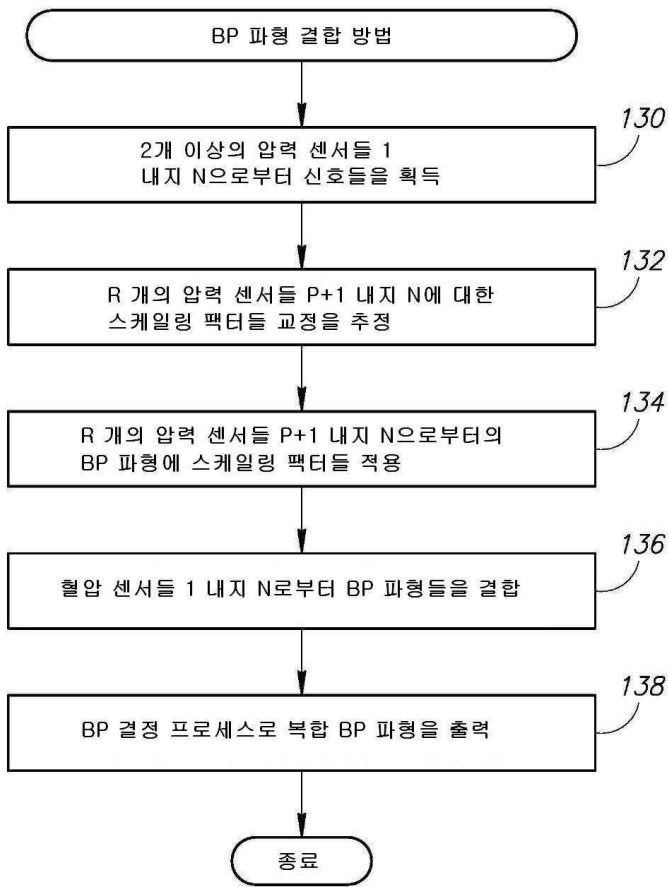 BP 파형 결합 방법
130
2개 이상의 압력 센서들 1
내지 N으로부터 신호들을 획득
132
R 개의 압력 센서들 P+1 내지 N에 대한
스케일링 팩터들 교정을 추정
134
R 개의 압력 센서들 P+1 내지 N으로부터의
BP 파형에 스케일링 팩터들 적용
136
혈압 센서들 1 내지 N로부터 BP 파형들을 결합
138
BP 결정 프로세스로 복합 BP 파형을 출력
종료